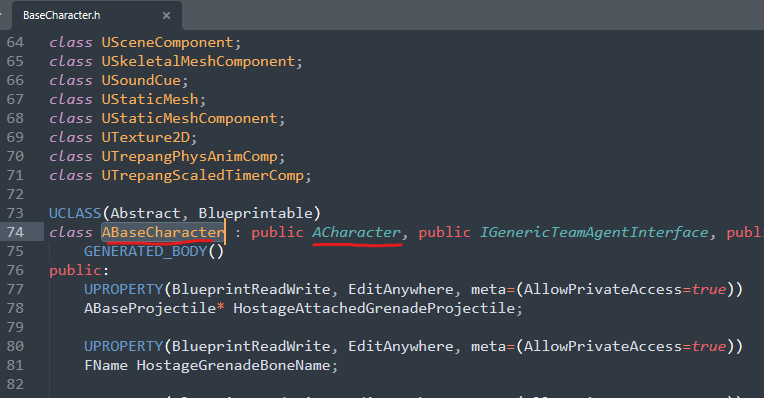 BaseCharacter.h ×
64 class USceneComponent;
65 class USkeletalMeshComponent;
66 class USoundCue;
67 class UStaticMesh;
68 class UStaticMeshComponent;
69 class UTexture2D;
70 class UTrepangPhysAnimComp;
71 class UTrepangScaledTimerComp;
72
73 UCLASS(Abstract, Blueprintable)
74 class ABaseCharacter : public ACharacter, public IGenericTeamAgentInterface, publ
75 GENERATED_BODY()
76 public:
77 UPROPERTY(BlueprintReadWrite, EditAnywhere, meta=(AllowPrivateAccess=true))
78 ABaseProjectile* HostageAttachedGrenadeProjectile;
79
80 UPROPERTY(BlueprintReadWrite, EditAnywhere, meta=(AllowPrivateAccess=true))
81 FName HostageGrenadeBoneName;
82